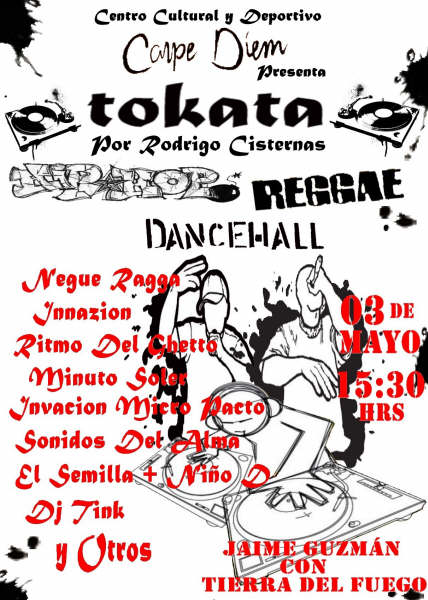 Centro Cultural y Deportivo
Carpe Diem
Presenta
tokata
Por Rodrigo Cisternas
HIP HOP REGGAE
DANCEHALL
Negue Ragga
Innazion
Ritmo Del Ghetto
Minuto Soler
Invacion Micro Pacto
Sonidos Del Alma
El Semilla + Niño D
Dj Tink
y Otros
03 DE
MAYO
15:30
HRS
JAIME GUZMÁN
CON
TIERRA DEL FUEGO